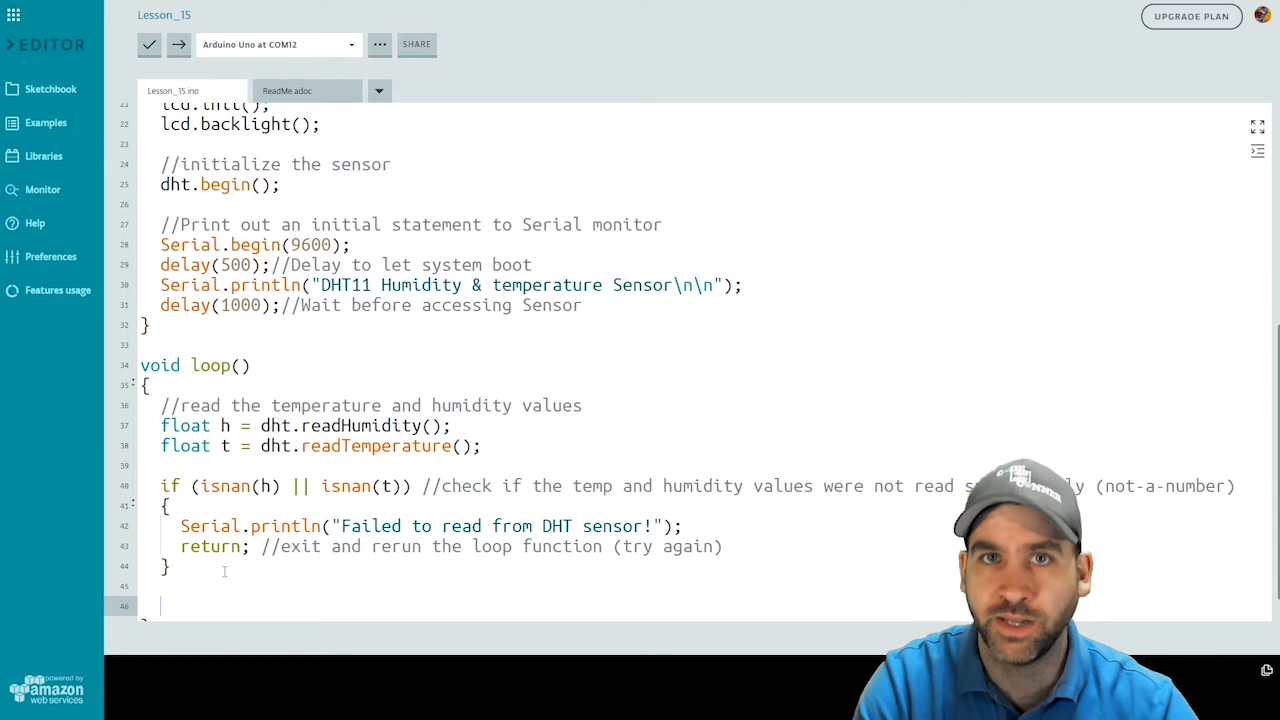 Lesson_15
UPGRADE PLAN
EDITOR
Arduino Uno at COM12
SHARE
Sketchbook
Examples
Libraries
Monitor
Help
Preferences
Features usage
powered by
amazon
web services
Lesson_15.ino
ReadMe.adoc
21 lcd.init();
22 lcd.backlight();
23
24 //initialize the sensor
25 dht.begin();
26
27 //Print out an initial statement to Serial monitor
28 Serial.begin(9600);
29 delay(500);//Delay to let system boot
30 Serial.println("DHT11 Humidity & temperature Sensor\n\n");
31 delay(1000);//Wait before accessing Sensor
32 }
33
34 void loop()
35 {
36 //read the temperature and humidity values
37 float h = dht.readHumidity();
38 float t = dht.readTemperature();
39
40 if (isnan(h) || isnan(t)) //check if the temp and humidity values were not read (not-a-number)
41 {
42 Serial.println("Failed to read from DHT sensor!");
43 return; //exit and rerun the loop function (try again)
44 }
45
46